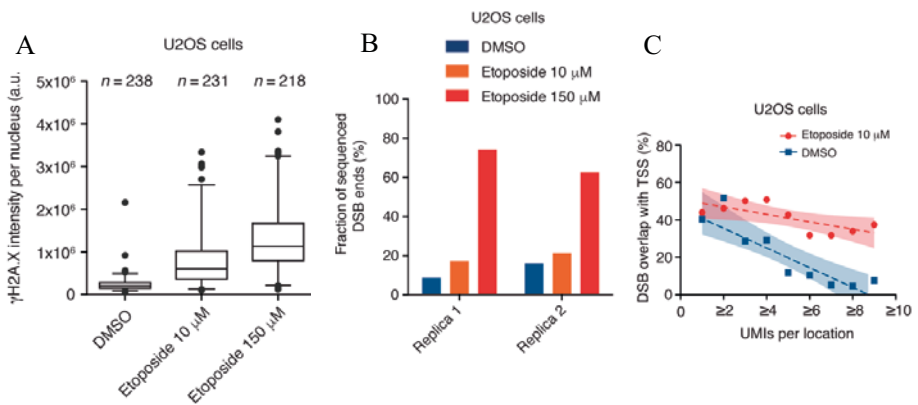 A
U2OS cells
n = 238 n = 231 n = 218
γH2A.X intensity per nucleus (a.u.
5x10⁶
4x10⁶
3x10⁶
2x10⁶
1x10⁶
0
DMSO
Etoposide 10 μM
Etoposide 150 μM
B
U2OS cells
DMSO
Etoposide 10 μM
Etoposide 150 μM
Fraction of sequenced
DSB ends (%)
100
80
60
40
20
0
Replica 1
Replica 2
C
U2OS cells
Etoposide 10 μM
DMSO
DSB overlap with TSS (%)
80
60
40
20
0
0 ≥2 ≥4 ≥6 ≥8 ≥10
UMIs per location